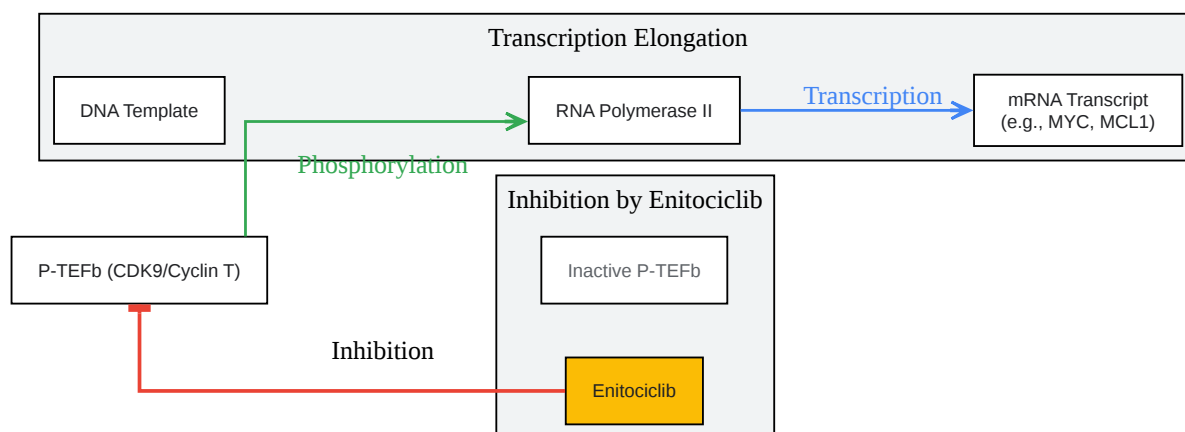 Transcription Elongation
DNA Template
RNA Polymerase II
Transcription
mRNA Transcript
(e.g., MYC, MCL1)
Phosphorylation
Inhibition by Enitociclib
P-TEFb (CDK9/Cyclin T)
Inactive P-TEFb
Inhibition
Enitociclib